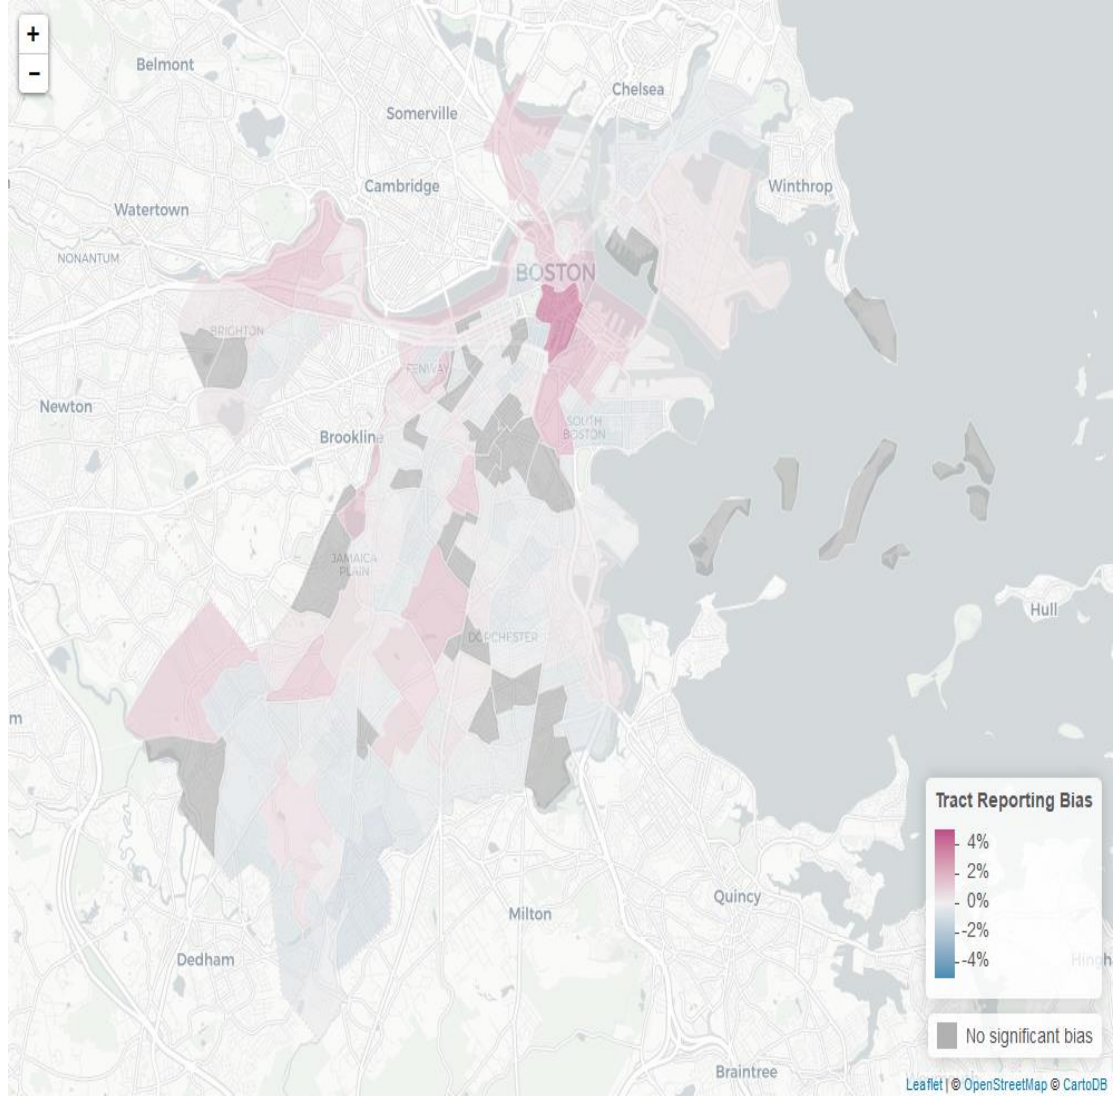 +
Belmont
−
Chelsea
Somerville
Cambridge
Winthrop
Watertown
NONANTUM
BOSTON
BRIGHTON
FENWAY
Newton
SOUTH
BOSTON
Brookline
JAMAICA
PLAIN
Hull
DORCHESTER
m
Tract Reporting Bias
4%
2%
0%
-2%
-4%
Quincy
Milton
Dedham
Hingh
No significant bias
Braintree
Leaflet | © OpenStreetMap © CartoDB